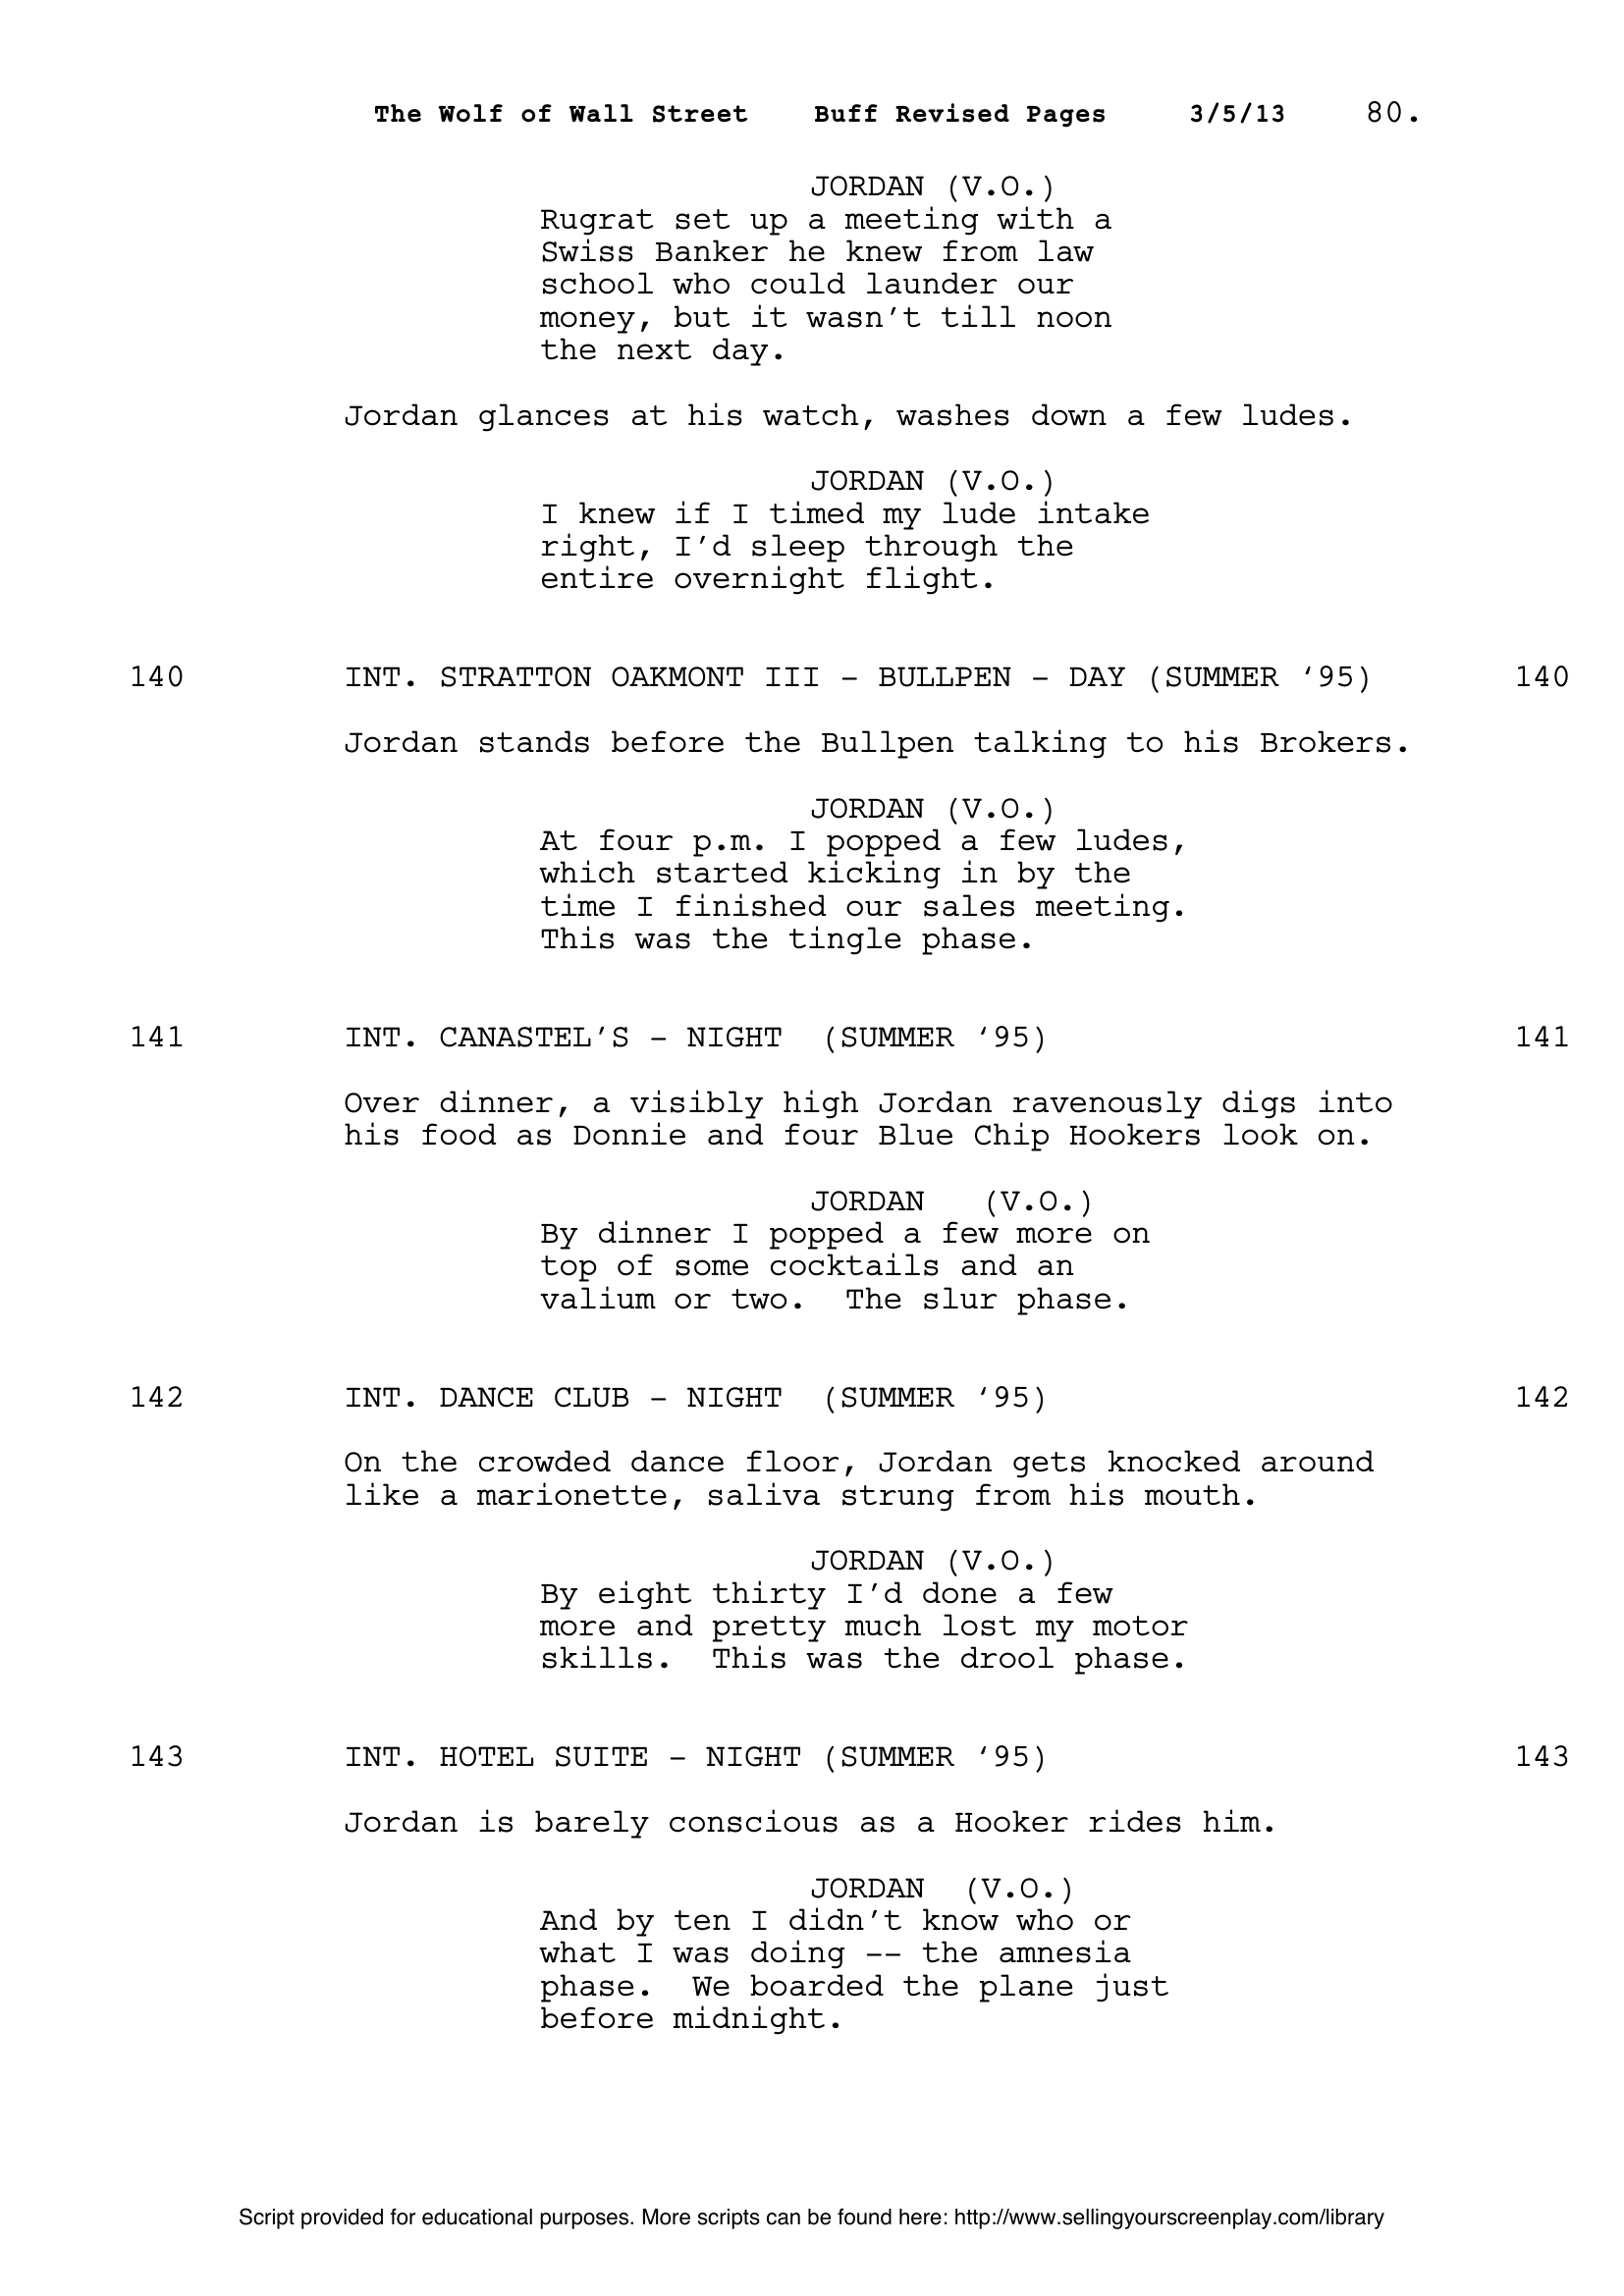 The Wolf of Wall Street    Buff Revised Pages    3/5/13    80.
JORDAN (V.O.)
Rugrat set up a meeting with a
Swiss Banker he knew from law
school who could launder our
money, but it wasn't till noon
the next day.
Jordan glances at his watch, washes down a few ludes.
JORDAN (V.O.)
I knew if I timed my lude intake
right, I'd sleep through the
entire overnight flight.
140 INT. STRATTON OAKMONT III – BULLPEN – DAY (SUMMER ‘95) 140
Jordan stands before the Bullpen talking to his Brokers.
JORDAN (V.O.)
At four p.m. I popped a few ludes,
which started kicking in by the
time I finished our sales meeting.
This was the tingle phase.
141 INT. CANASTEL’S – NIGHT  (SUMMER ‘95) 141
Over dinner, a visibly high Jordan ravenously digs into
his food as Donnie and four Blue Chip Hookers look on.
JORDAN   (V.O.)
By dinner I popped a few more on
top of some cocktails and an
valium or two.  The slur phase.
142 INT. DANCE CLUB – NIGHT  (SUMMER ‘95) 142
On the crowded dance floor, Jordan gets knocked around
like a marionette, saliva strung from his mouth.
JORDAN (V.O.)
By eight thirty I’d done a few
more and pretty much lost my motor
skills.  This was the drool phase.
143 INT. HOTEL SUITE – NIGHT (SUMMER ‘95) 143
Jordan is barely conscious as a Hooker rides him.
JORDAN  (V.O.)
And by ten I didn’t know who or
what I was doing -- the amnesia
phase.  We boarded the plane just
before midnight.
Script provided for educational purposes. More scripts can be found here: http://www.sellingyourscreenplay.com/library